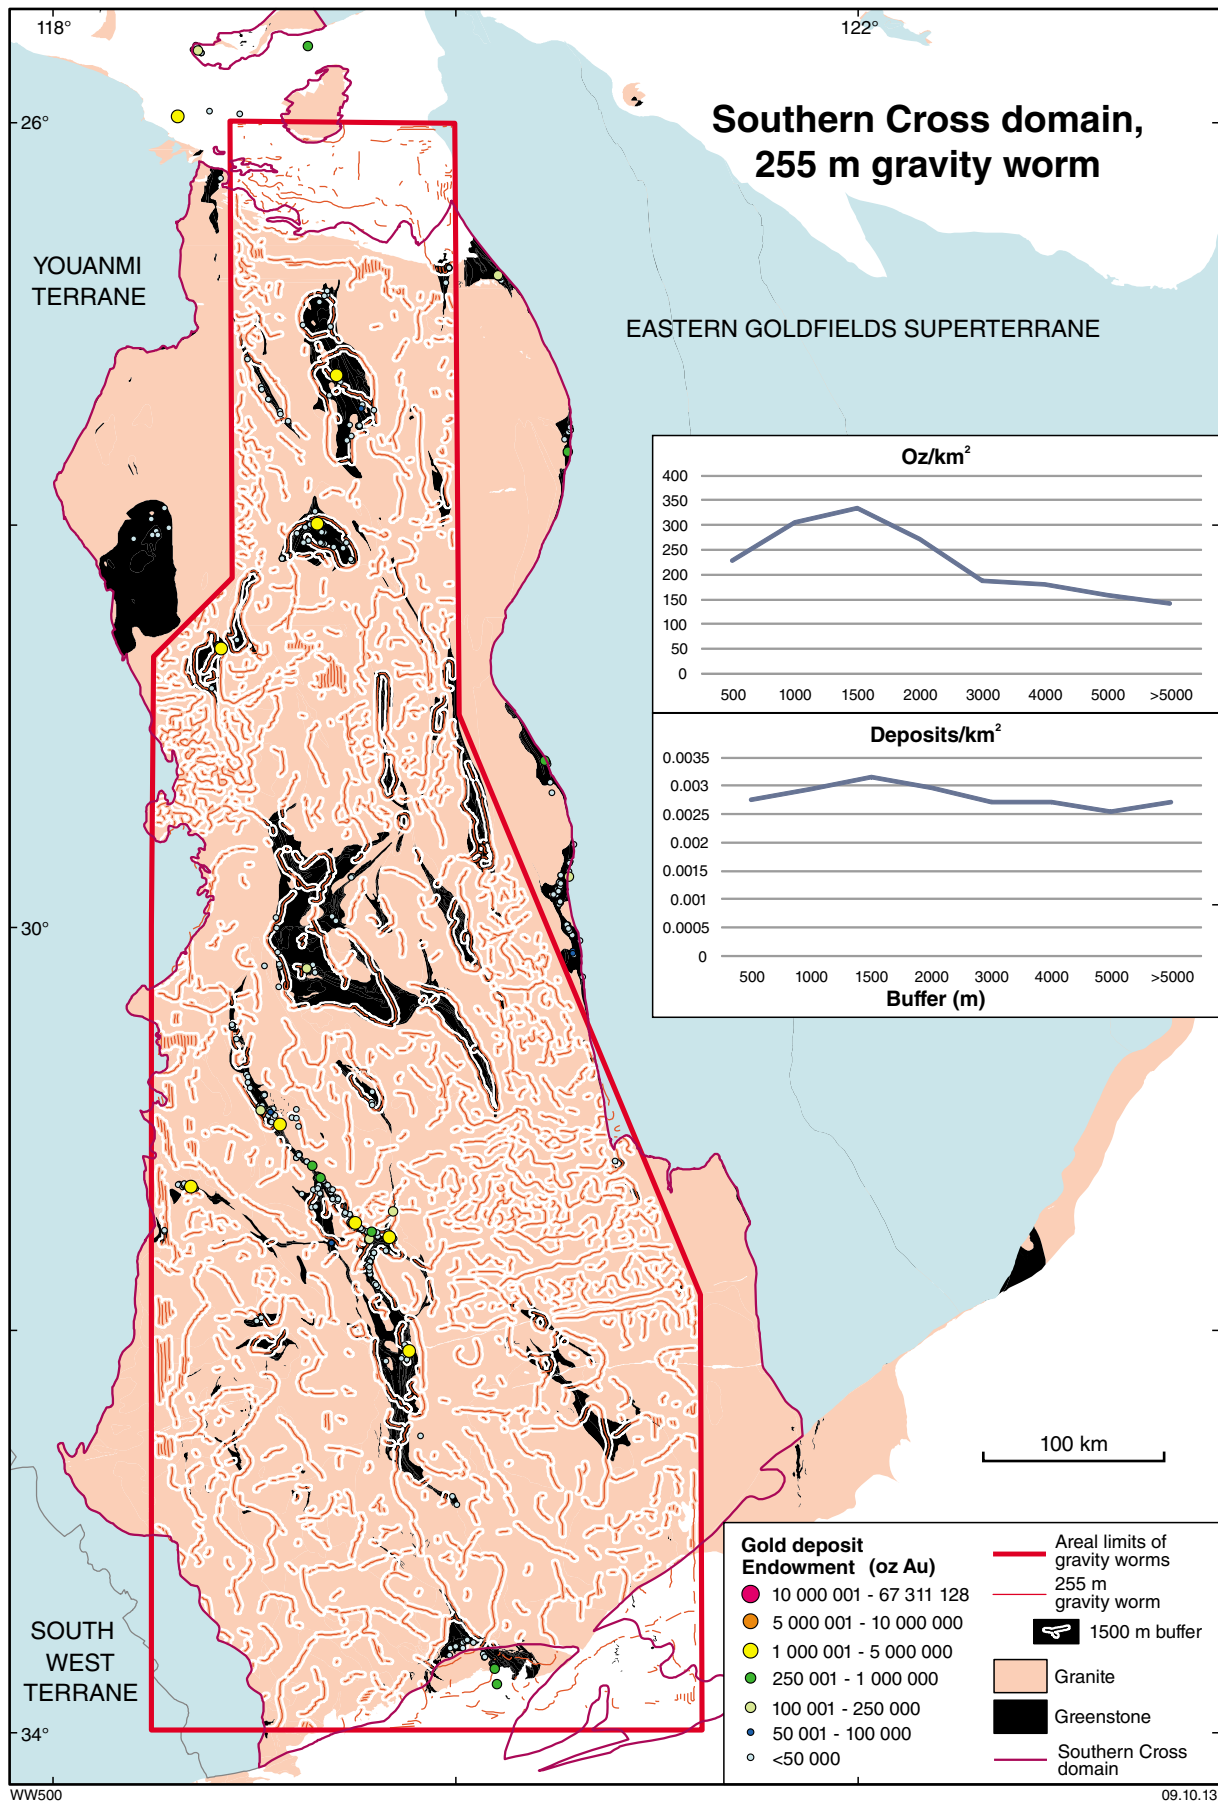 118°
122°
26°
Southern Cross domain,
255 m gravity worm
YOUANMI
TERRANE
EASTERN GOLDFIELDS SUPERTERRANE
Oz/km²
400
350
300
250
200
150
100
50
0
500 1000 1500 2000 3000 4000 5000 >5000
Deposits/km²
0.0035
0.003
0.0025
0.002
0.0015
0.001
0.0005
0
500 1000 1500 2000 3000 4000 5000 >5000
Buffer (m)
30°
100 km
SOUTH
WEST
TERRANE
34°
Gold deposit
Endowment (oz Au)
10 000 001 - 67 311 128
5 000 001 - 10 000 000
1 000 001 - 5 000 000
250 001 - 1 000 000
100 001 - 250 000
50 001 - 100 000
<50 000
Areal limits of
gravity worms
255 m
gravity worm
1500 m buffer
Granite
Greenstone
Southern Cross
domain
WW500
09.10.13